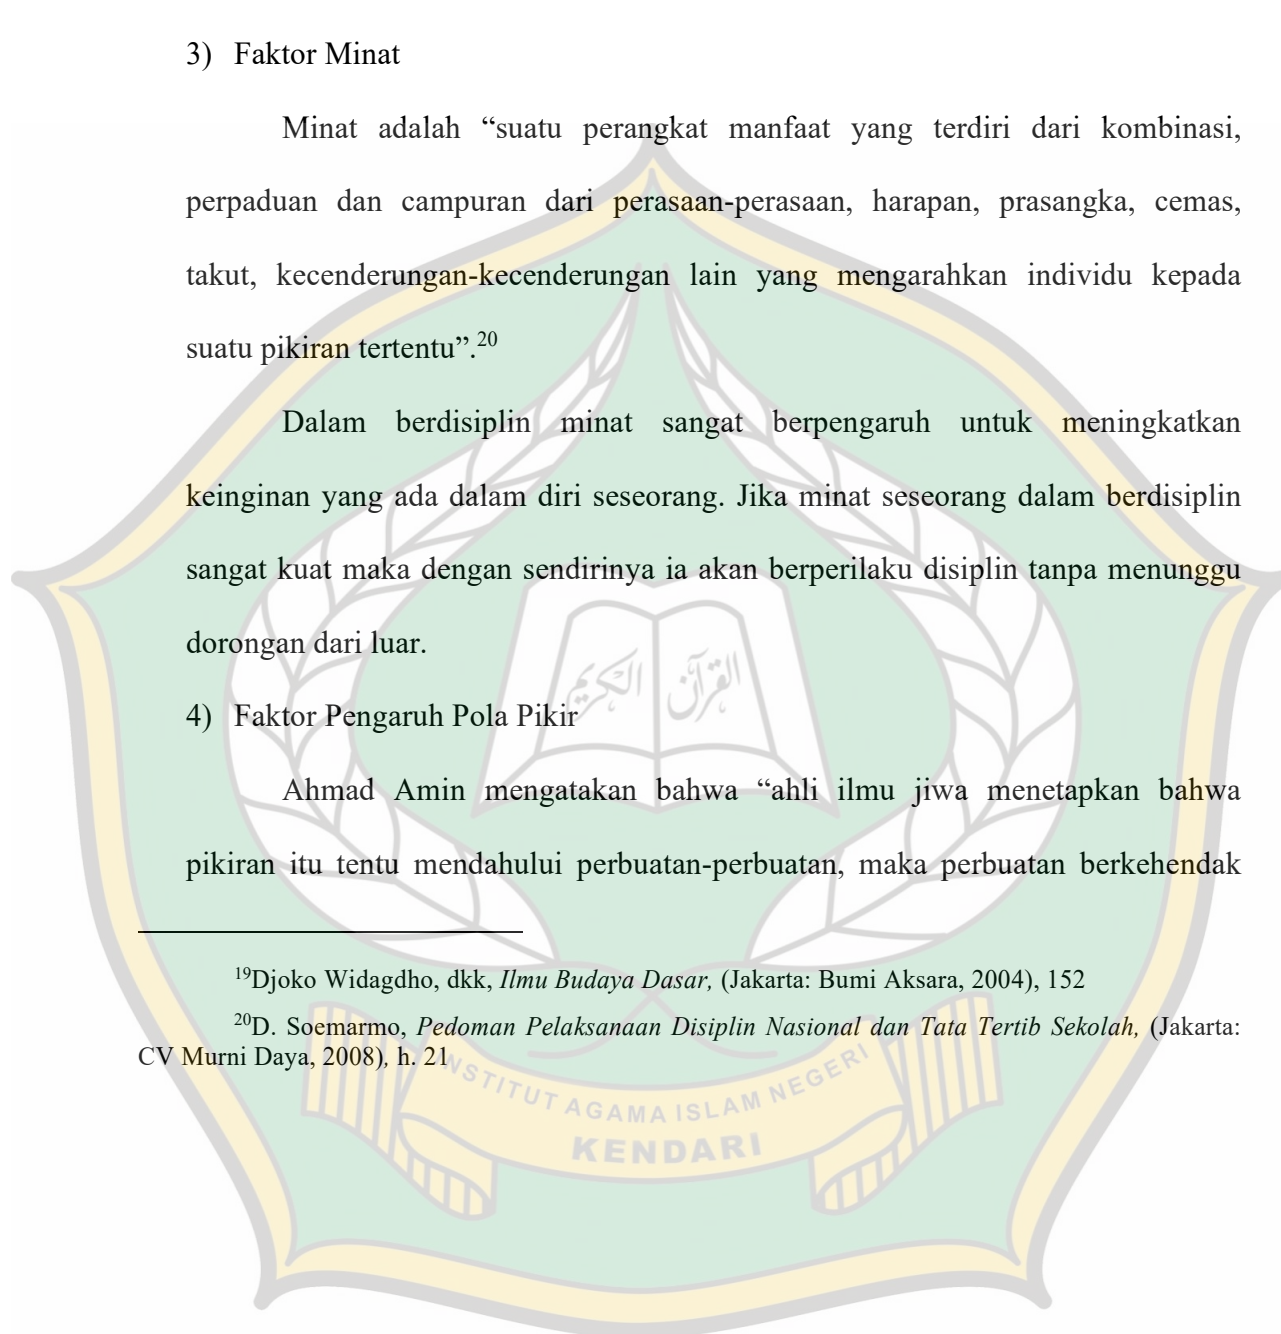 3) Faktor Minat
Minat adalah “suatu perangkat manfaat yang terdiri dari kombinasi,
perpaduan dan campuran dari perasaan-perasaan, harapan, prasangka, cemas,
takut, kecenderungan-kecenderungan lain yang mengarahkan individu kepada
suatu pikiran tertentu”.20
Dalam berdisiplin minat sangat berpengaruh untuk meningkatkan
keinginan yang ada dalam diri seseorang. Jika minat seseorang dalam berdisiplin
sangat kuat maka dengan sendirinya ia akan berperilaku disiplin tanpa menunggu
dorongan dari luar.
القرآن الكريم
4) Faktor Pengaruh Pola Pikir
Ahmad Amin mengatakan bahwa “ahli ilmu jiwa menetapkan bahwa
pikiran itu tentu mendahului perbuatan-perbuatan, maka perbuatan berkehendak
19Djoko Widagdho, dkk, Ilmu Budaya Dasar, (Jakarta: Bumi Aksara, 2004), 152
20D. Soemarmo, Pedoman Pelaksanaan Disiplin Nasional dan Tata Tertib Sekolah, (Jakarta:
CV Murni Daya, 2008), h. 21
INSTITUT AGAMA ISLAM NEGERI
KENDARI